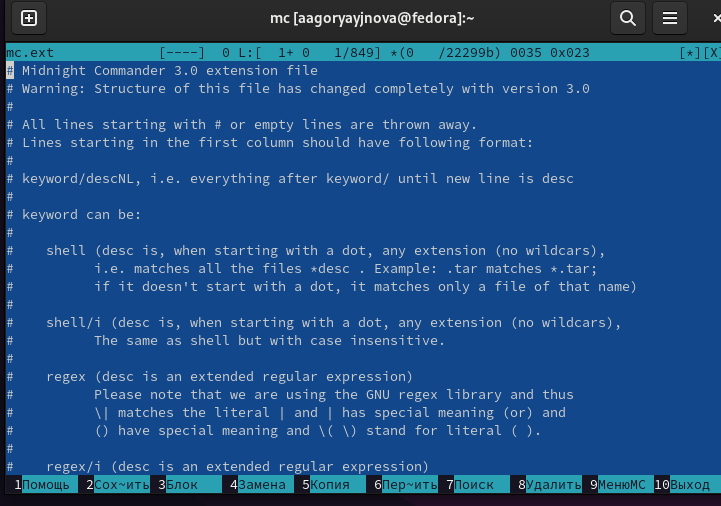 mc [aagoryayjnova@fedora]:~
mc.ext [----] 0 L:[ 1+ 0 1/849] *(0 /22299b) 0035 0x023 [*][X]
# Midnight Commander 3.0 extension file
# Warning: Structure of this file has changed completely with version 3.0
#
# All lines starting with # or empty lines are thrown away.
# Lines starting in the first column should have following format:
#
# keyword/descNL, i.e. everything after keyword/ until new line is desc
#
# keyword can be:
#
# shell (desc is, when starting with a dot, any extension (no wildcars),
# i.e. matches all the files *desc . Example: .tar matches *.tar;
# if it doesn't start with a dot, it matches only a file of that name)
#
# shell/i (desc is, when starting with a dot, any extension (no wildcars),
# The same as shell but with case insensitive.
#
# regex (desc is an extended regular expression)
# Please note that we are using the GNU regex library and thus
# \| matches the literal | and | has special meaning (or) and
# () have special meaning and \( \) stand for literal ( ).
#
# regex/i (desc is an extended regular expression)
1Помощь 2Сох~ить 3Блок 4Замена 5Копия 6Пер~ить 7Поиск 8Удалить 9МенюMC 10Выход